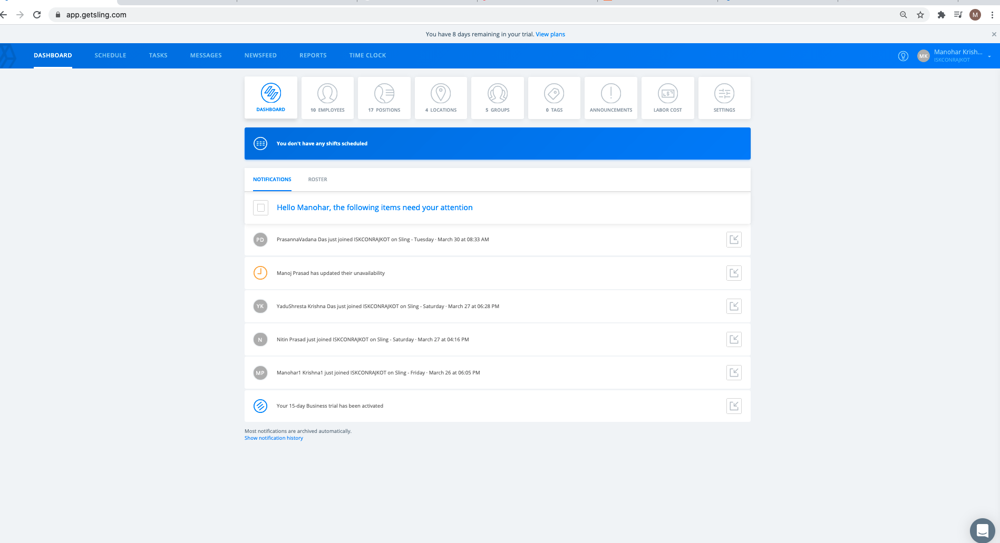 app.getsling.com
M
You have 8 days remaining in your trial. View plans
DASHBOARD SCHEDULE TASKS MESSAGES NEWSFEED REPORTS TIME CLOCK
MK Manohar Krish...
ISKCONRAJKOT
DASHBOARD 10 EMPLOYEES 17 POSITIONS 4 LOCATIONS 5 GROUPS 0 TAGS ANNOUNCEMENTS LABOR COST SETTINGS
You don't have any shifts scheduled
NOTIFICATIONS ROSTER
Hello Manohar, the following items need your attention
PD PrasannaVadana Das just joined ISKCONRAJKOT on Sling - Tuesday · March 30 at 08:33 AM
Manoj Prasad has updated their unavailability
YK YaduShresta Krishna Das just joined ISKCONRAJKOT on Sling - Saturday · March 27 at 06:28 PM
N Nitin Prasad just joined ISKCONRAJKOT on Sling - Saturday · March 27 at 04:16 PM
MP Manohar1 Krishna1 just joined ISKCONRAJKOT on Sling - Friday · March 26 at 06:05 PM
Your 15-day Business trial has been activated
Most notifications are archived automatically.
Show notification history